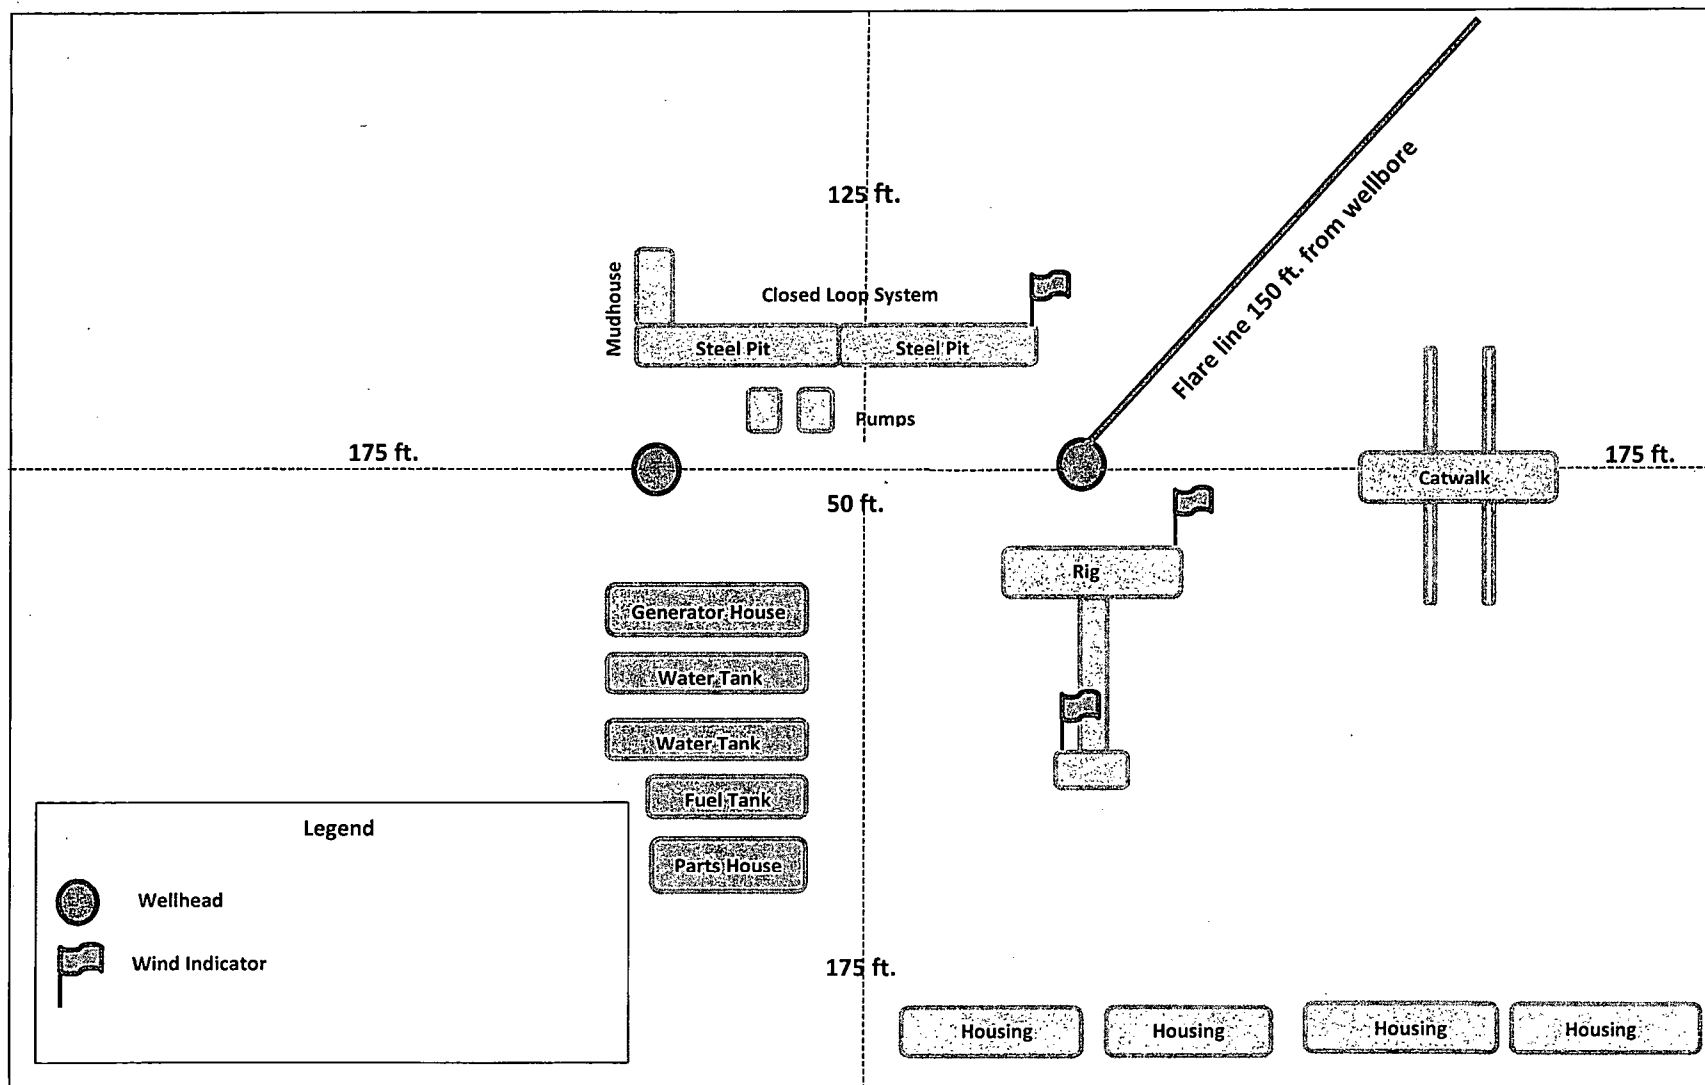 125 ft.
Flare line 150 ft. from wellbore
Mudhouse
Closed Loop System
Steel Pit
Steel Pit
Pumps
175 ft.
175 ft.
Catwalk
50 ft.
Rig
Generator House
Water Tank
Water Tank
Fuel Tank
Parts House
Legend
Wellhead
Wind Indicator
175 ft.
Housing
Housing
Housing
Housing